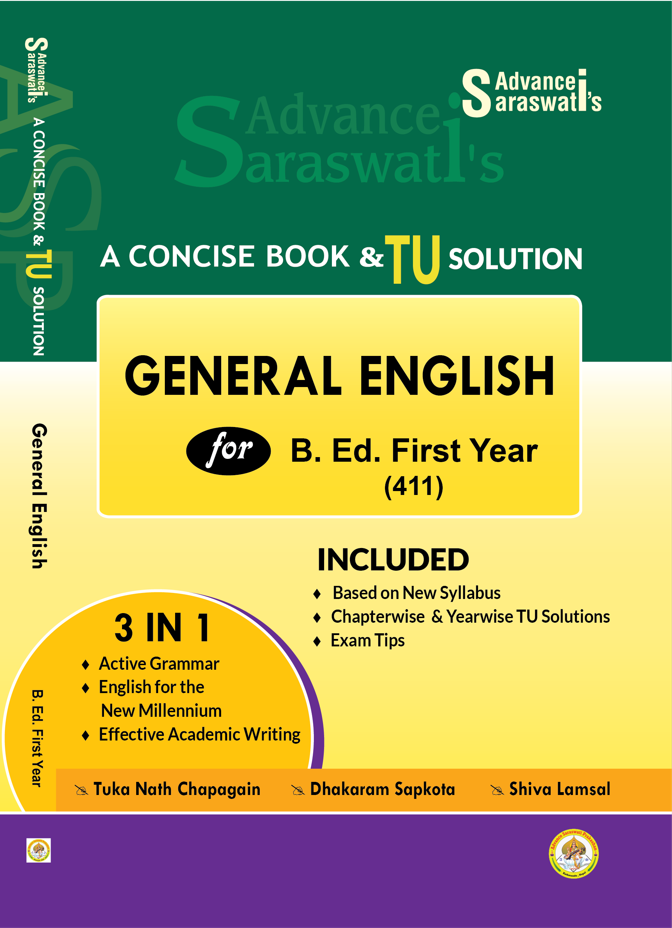 Advance
Saraswati's
A CONCISE BOOK & TU SOLUTION
General English
B. Ed. First Year
ASP
Advance
Saraswati's
Advance
Saraswati's
A CONCISE BOOK & TU SOLUTION
GENERAL ENGLISH
for B. Ed. First Year
(411)
INCLUDED
♦ Based on New Syllabus
♦ Chapterwise & Yearwise TU Solutions
♦ Exam Tips
3 IN 1
♦ Active Grammar
♦ English for the
New Millennium
♦ Effective Academic Writing
Tuka Nath Chapagain Dhakaram Sapkota Shiva Lamsal